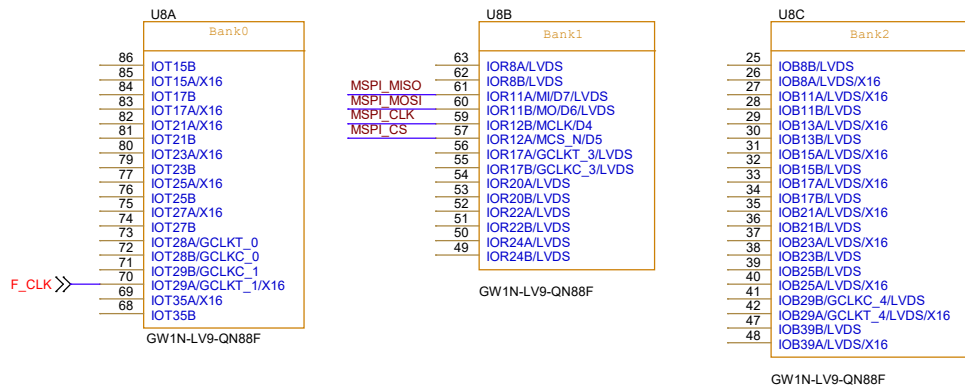 U8A
Bank0
86 IOT15B
85 IOT15A/X16
84 IOT17B
83 IOT17A/X16
82 IOT21A/X16
81 IOT21B
80 IOT23A/X16
79 IOT23B
77 IOT25A/X16
76 IOT25B
75 IOT27A/X16
74 IOT27B
73 IOT28A/GCLKT_0
72 IOT28B/GCLKC_0
71 IOT29B/GCLKC_1
F_CLK 70 IOT29A/GCLKT_1/X16
69 IOT35A/X16
68 IOT35B
GW1N-LV9-QN88F
U8B
Bank1
63 IOR8A/LVDS
62 IOR8B/LVDS
MSPI_MISO 61 IOR11A/MI/D7/LVDS
MSPI_MOSI 60 IOR11B/MO/D6/LVDS
MSPI_CLK 59 IOR12B/MCLK/D4
MSPI_CS 57 IOR12A/MCS_N/D5
56 IOR17A/GCLKT_3/LVDS
55 IOR17B/GCLKC_3/LVDS
54 IOR20A/LVDS
53 IOR20B/LVDS
52 IOR22A/LVDS
51 IOR22B/LVDS
50 IOR24A/LVDS
49 IOR24B/LVDS
GW1N-LV9-QN88F
U8C
Bank2
25 IOB8B/LVDS
26 IOB8A/LVDS/X16
27 IOB11A/LVDS/X16
28 IOB11B/LVDS
29 IOB13A/LVDS/X16
30 IOB13B/LVDS
31 IOB15A/LVDS/X16
32 IOB15B/LVDS
33 IOB17A/LVDS/X16
34 IOB17B/LVDS
35 IOB21A/LVDS/X16
36 IOB21B/LVDS
37 IOB23A/LVDS/X16
38 IOB23B/LVDS
39 IOB25B/LVDS
40 IOB25A/LVDS/X16
41 IOB29B/GCLKC_4/LVDS
42 IOB29A/GCLKT_4/LVDS/X16
47 IOB39B/LVDS
48 IOB39A/LVDS/X16
GW1N-LV9-QN88F